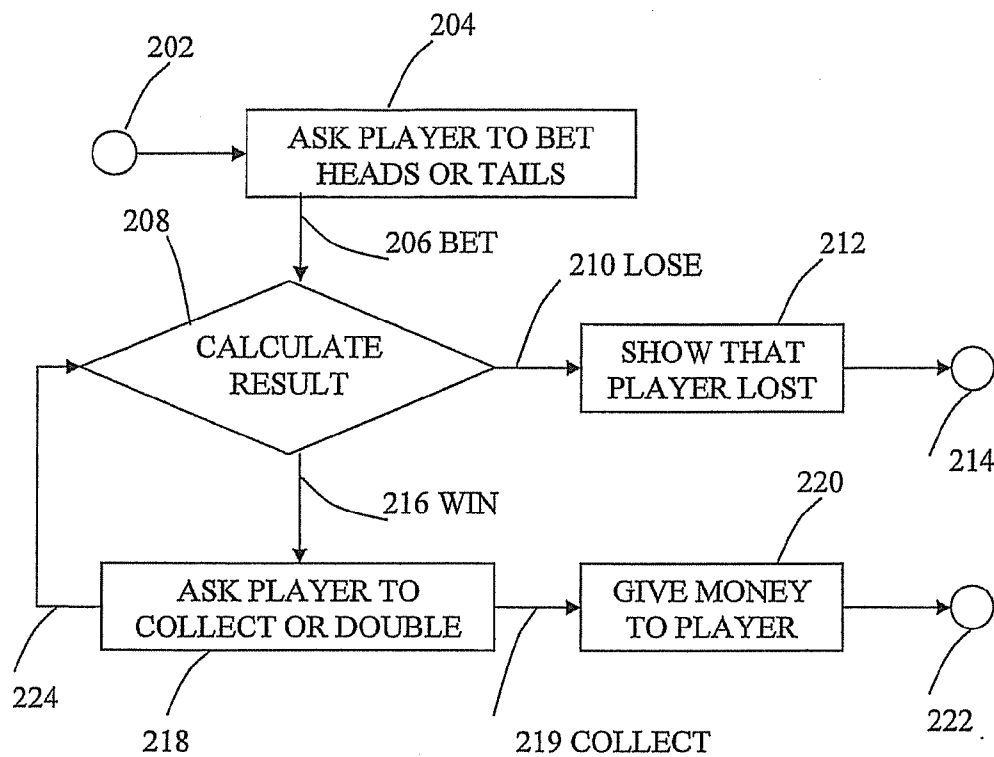 204
202
ASK PLAYER TO BET
HEADS OR TAILS
208
206 BET
210 LOSE
212
CALCULATE
RESULT
SHOW THAT
PLAYER LOST
214
216 WIN
220
ASK PLAYER TO
COLLECT OR DOUBLE
GIVE MONEY
TO PLAYER
224
218
219 COLLECT
222